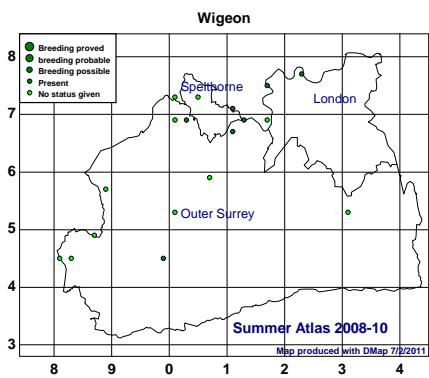 Wigeon
8
Breeding proved
breeding probable
Breeding possible
Present
No status given
Spelthorne
London
7
6
Outer Surrey
5
4
Summer Atlas 2008-10
3
Map produced with DMap 7/2/2011
8 9 0 1 2 3 4